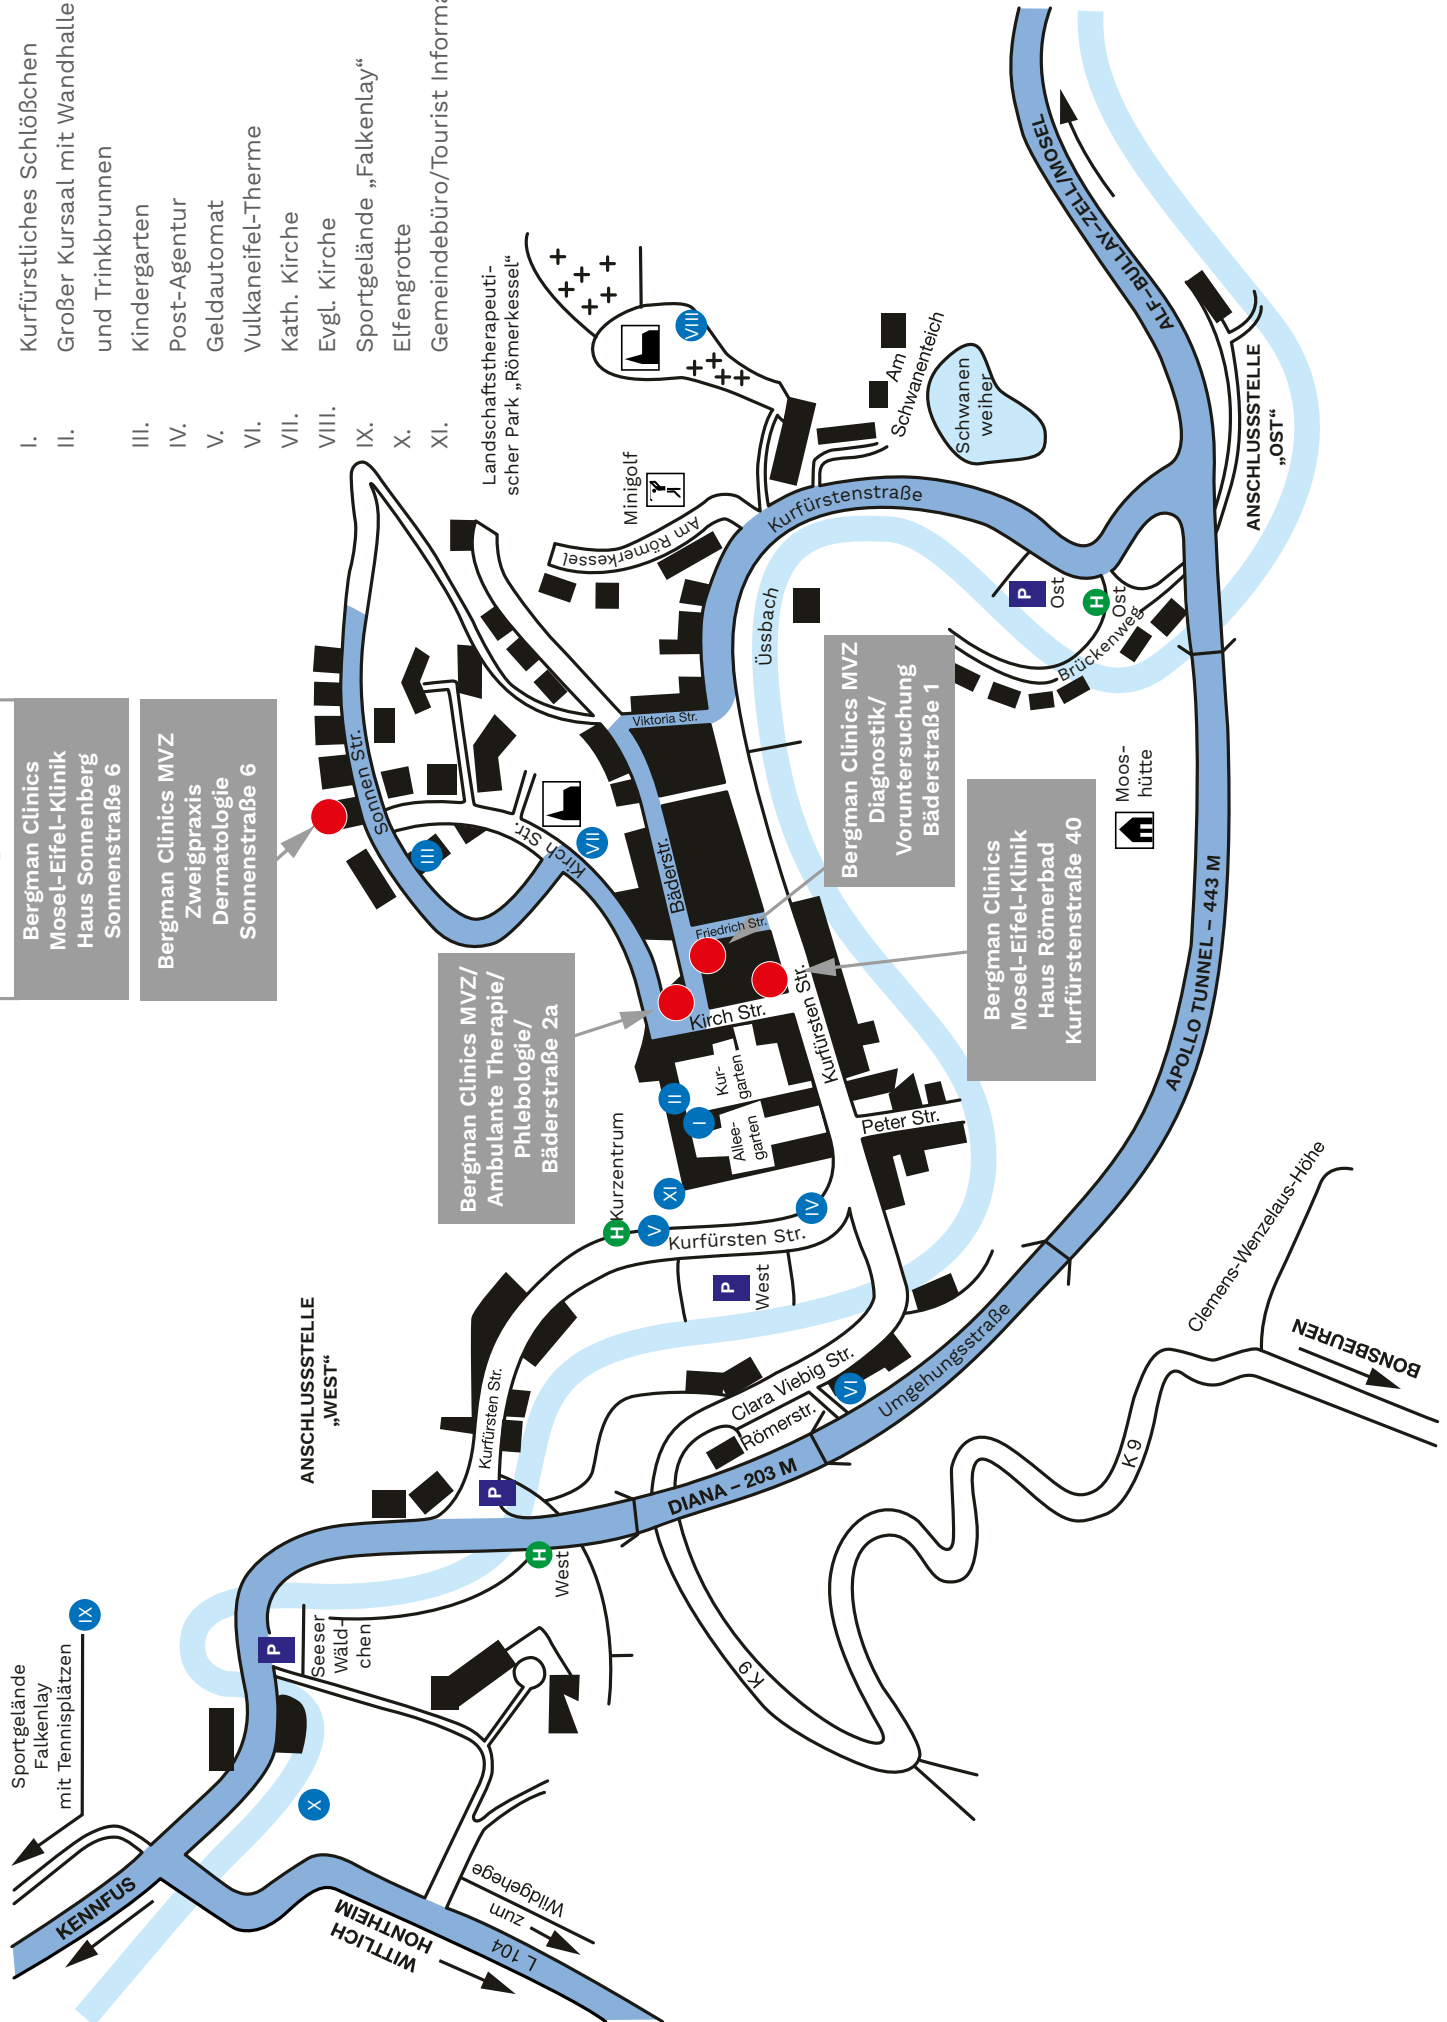 I. Kurfürstliches Schlößchen
II. Großer Kursaal mit Wandhalle
und Trinkbrunnen
III. Kindergarten
IV. Post-Agentur
V. Geldautomat
VI. Vulkaneifel-Therme
VII. Kath. Kirche
VIII. Evgl. Kirche
IX. Sportgelände „Falkenlay“
X. Elfengrotte
XI. Gemeindebüro/Tourist Informa
Bergman Clinics
Mosel-Eifel-Klinik
Haus Sonnenberg
Sonnenstraße 6
Bergman Clinics MVZ
Zweigpraxis
Dermatologie
Sonnenstraße 6
Bergman Clinics MVZ/
Ambulante Therapie/
Phlebologie/
Bäderstraße 2a
Bergman Clinics MVZ
Diagnostik/
Voruntersuchung
Bäderstraße 1
Bergman Clinics
Mosel-Eifel-Klinik
Haus Römerbad
Kurfürstenstraße 40
Landschaftstherapeuti-
scher Park „Römerkessel“
VIII
Minigolf
Am Römerkessel
Am
Schwanenteich
Schwanen
weiher
Kurfürstenstraße
ALF–BULLAY–ZELL/MOSEL
ANSCHLUSSSTELLE
„OST“
P
Ost
H
Ost
Brückenweg
Üssbach
Viktoria Str.
Sonnen Str.
III
Kirch Str.
VII
Bäderstr.
Friedrich Str.
Kirch Str.
Kurfürsten Str.
Kur-
garten
Allee-
garten
II
I
XI
Peter Str.
Moos-
hütte
APOLLO TUNNEL – 443 M
H
Kurzentrum
V
IV
Kurfürsten Str.
P
West
ANSCHLUSSSTELLE
„WEST“
Kurfürsten Str.
P
H
West
Clara Viebig Str.
Römerstr.
VI
Umgehungsstraße
DIANA – 203 M
Clemens-Wenzelaus-Höhe
BONSBEUREN
K 9
K 9
Sportgelände
Falkenlay
mit Tennisplätzen
IX
P
Seeser
Wäld-
chen
X
KENNFUS
WITTLICH
HONTHEIM
L 104
zum
Wildgehege